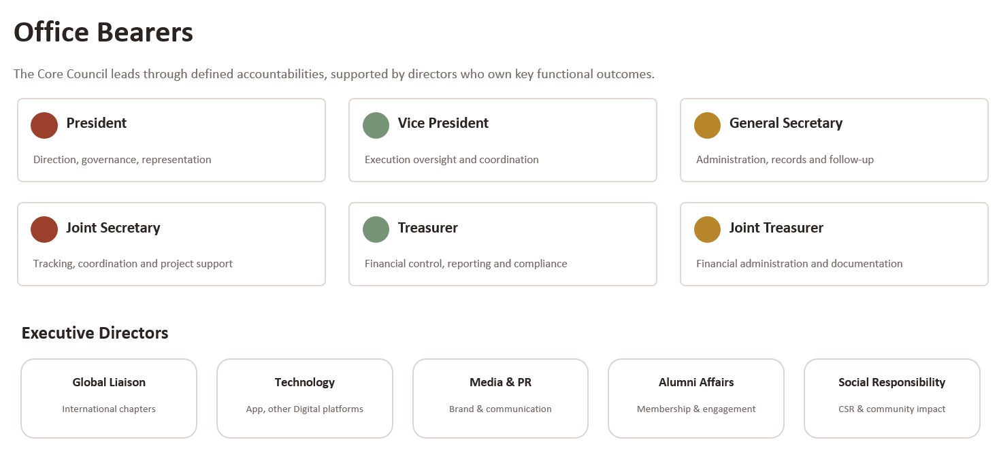 Office Bearers
The Core Council leads through defined accountabilities, supported by directors who own key functional outcomes.
President
Direction, governance, representation
Vice President
Execution oversight and coordination
General Secretary
Administration, records and follow-up
Joint Secretary
Tracking, coordination and project support
Treasurer
Financial control, reporting and compliance
Joint Treasurer
Financial administration and documentation
Executive Directors
Global Liaison
International chapters
Technology
App, other Digital platforms
Media & PR
Brand & communication
Alumni Affairs
Membership & engagement
Social Responsibility
CSR & community impact